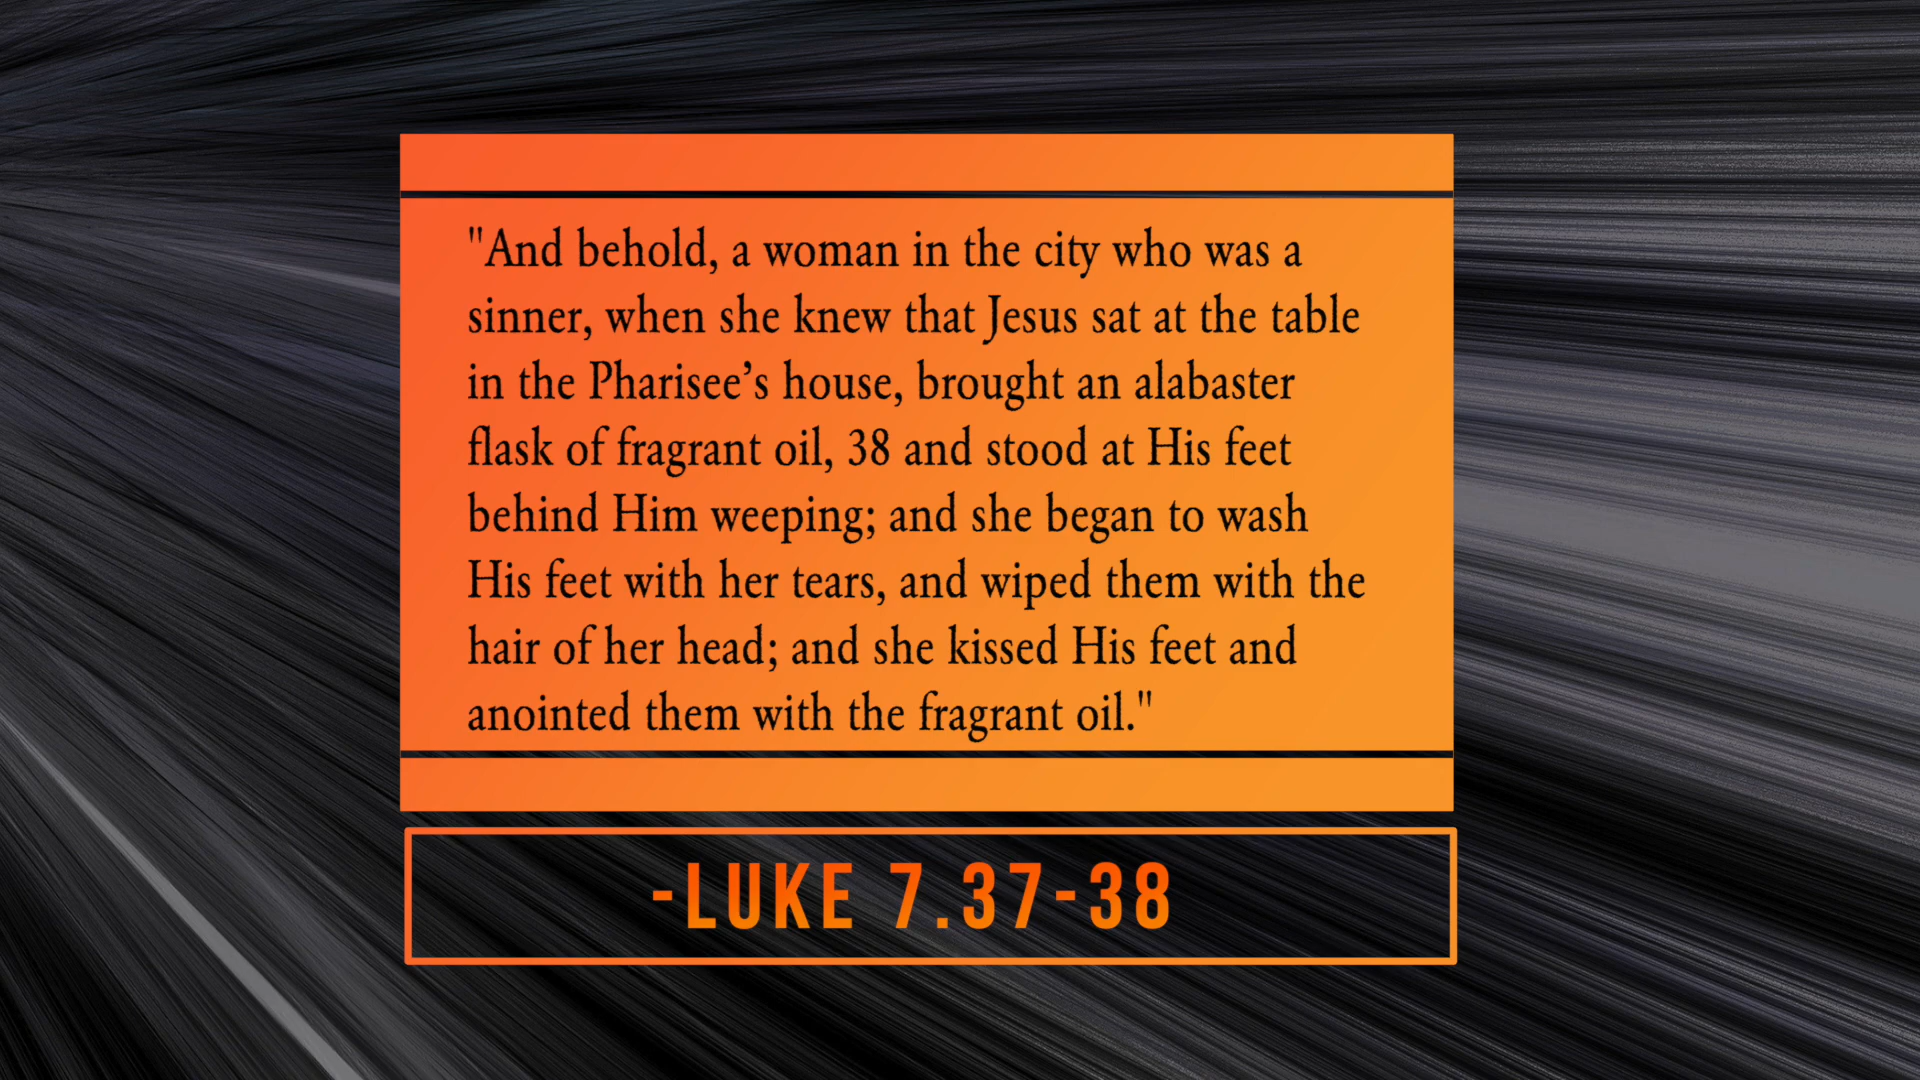 "And behold, a woman in the city who was a
sinner, when she knew that Jesus sat at the table
in the Pharisee’s house, brought an alabaster
flask of fragrant oil, 38 and stood at His feet
behind Him weeping; and she began to wash
His feet with her tears, and wiped them with the
hair of her head; and she kissed His feet and
anointed them with the fragrant oil."
-LUKE 7.37-38